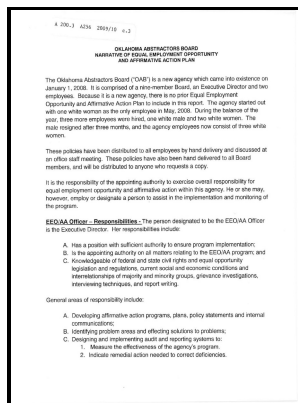 A 200.3 A256 2009/10 c.3
OKLAHOMA ABSTRACTORS BOARD
NARRATIVE OF EQUAL EMPLOYMENT OPPORTUNITY
AND AFFIRMATIVE ACTION PLAN
The Oklahoma Abstractors Board ("OAB") is a new agency which came into existence on
January 1, 2008. It is comprised of a nine-member Board, an Executive Director and two
employees. Because it is a new agency, there is no prior Equal Employment
Opportunity and Affirmative Action Plan to include in this report. The agency started out
with one white woman as the only employee in May, 2008. During the balance of the
year, three more employees were hired, one white male and two white women. The
male resigned after three months, and the agency employees now consist of three white
women.
These policies have been distributed to all employees by hand delivery and discussed at
an office staff meeting. These policies have also been hand delivered to all Board
members, and will be distributed to anyone who requests a copy.
It is the responsibility of the appointing authority to exercise overall responsibility for
equal employment opportunity and affirmative action within this agency. He or she may,
however, employ or designate a person to assist in the implementation and monitoring of
the program.
EEO/AA Officer – Responsibilities - The person designated to be the EEO/AA Officer
is the Executive Director. Her responsibilities include:
A. Has a position with sufficient authority to ensure program implementation;
B. Is the appointing authority on all matters relating to the EEO/AA program; and
C. Knowledgeable of federal and state civil rights and equal opportunity
legislation and regulations, current social and economic conditions and
interrelationships of majority and minority groups, grievance investigations,
interviewing techniques, and report writing.
General areas of responsibility include:
A. Developing affirmative action programs, plans, policy statements and internal
communications;
B. Identifying problem areas and effecting solutions to problems;
C. Designing and implementing audit and reporting systems to:
1. Measure the effectiveness of the agency's program.
2. Indicate remedial action needed to correct deficiencies.